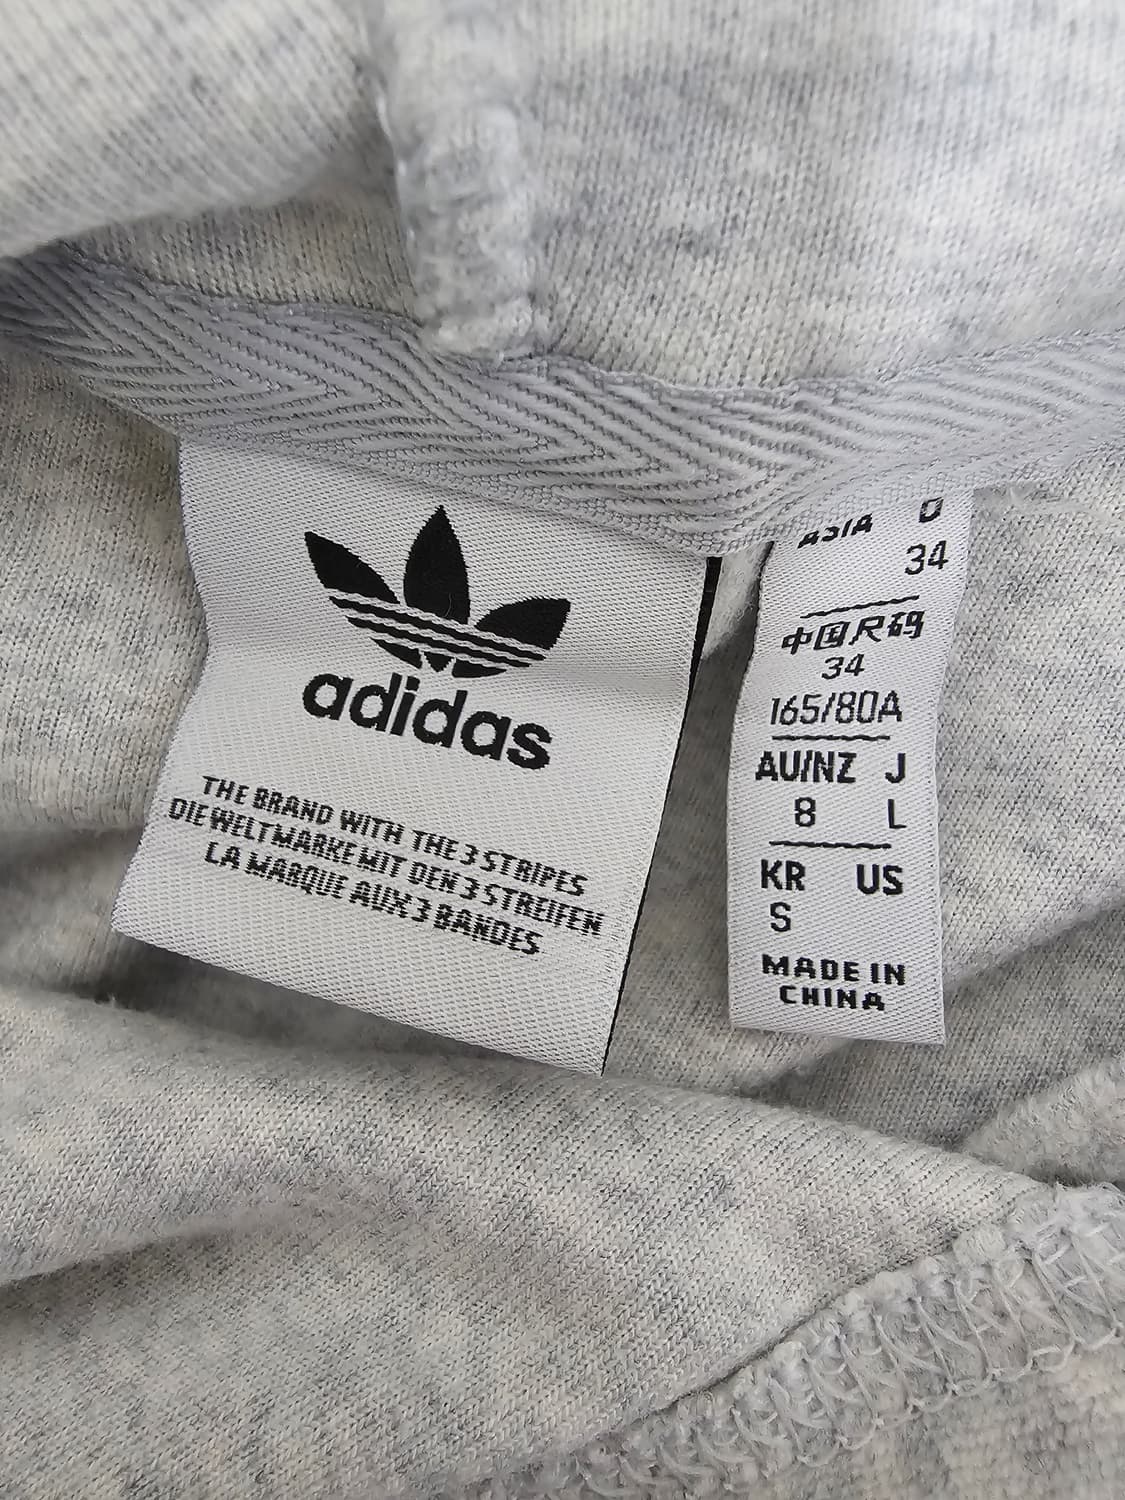 adidas
THE BRAND WITH THE 3 STRIPES
DIE WELTMARKE MIT DEN 3 STREIFEN
LA MARQUE AUX 3 BANDES
ASIA D
34
中国尺码
34
165/80A
AU/NZ J
8 L
KR US
S
MADE IN
CHINA